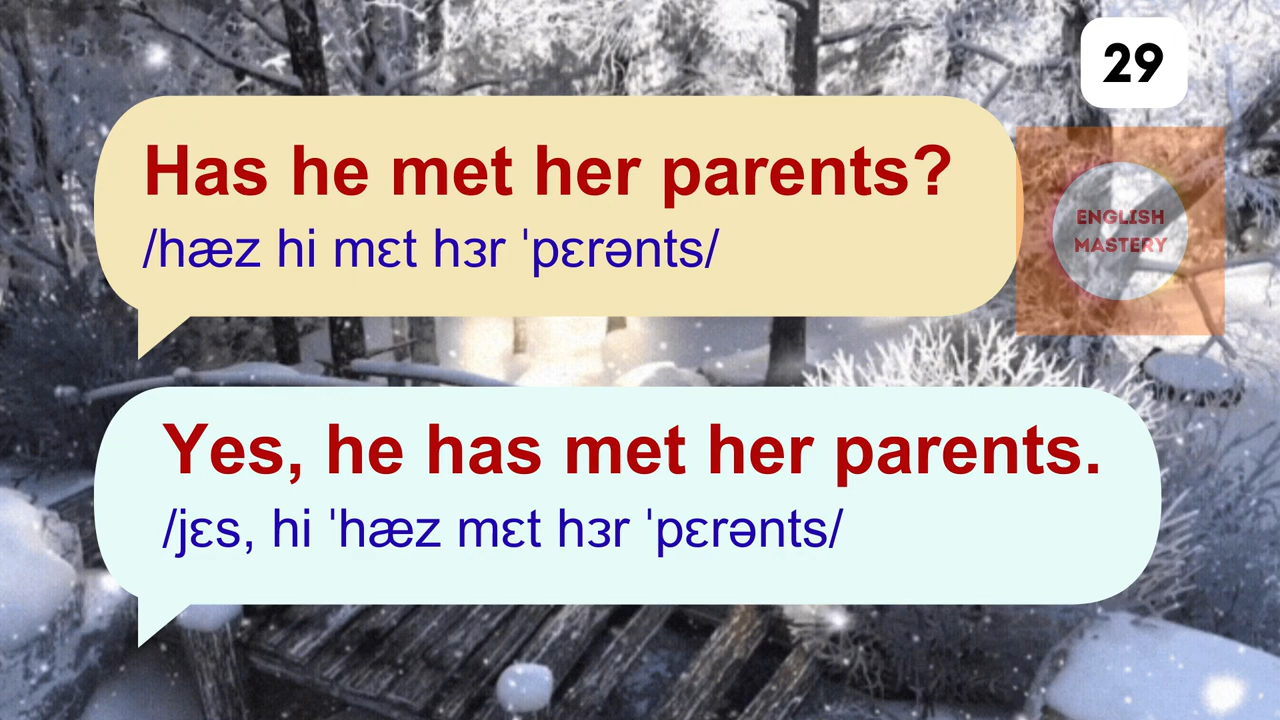 29
Has he met her parents?
/hæz hi mɛt hɜr ˈpɛrənts/
ENGLISH
MASTERY
Yes, he has met her parents.
/jɛs, hi ˈhæz mɛt hɜr ˈpɛrənts/